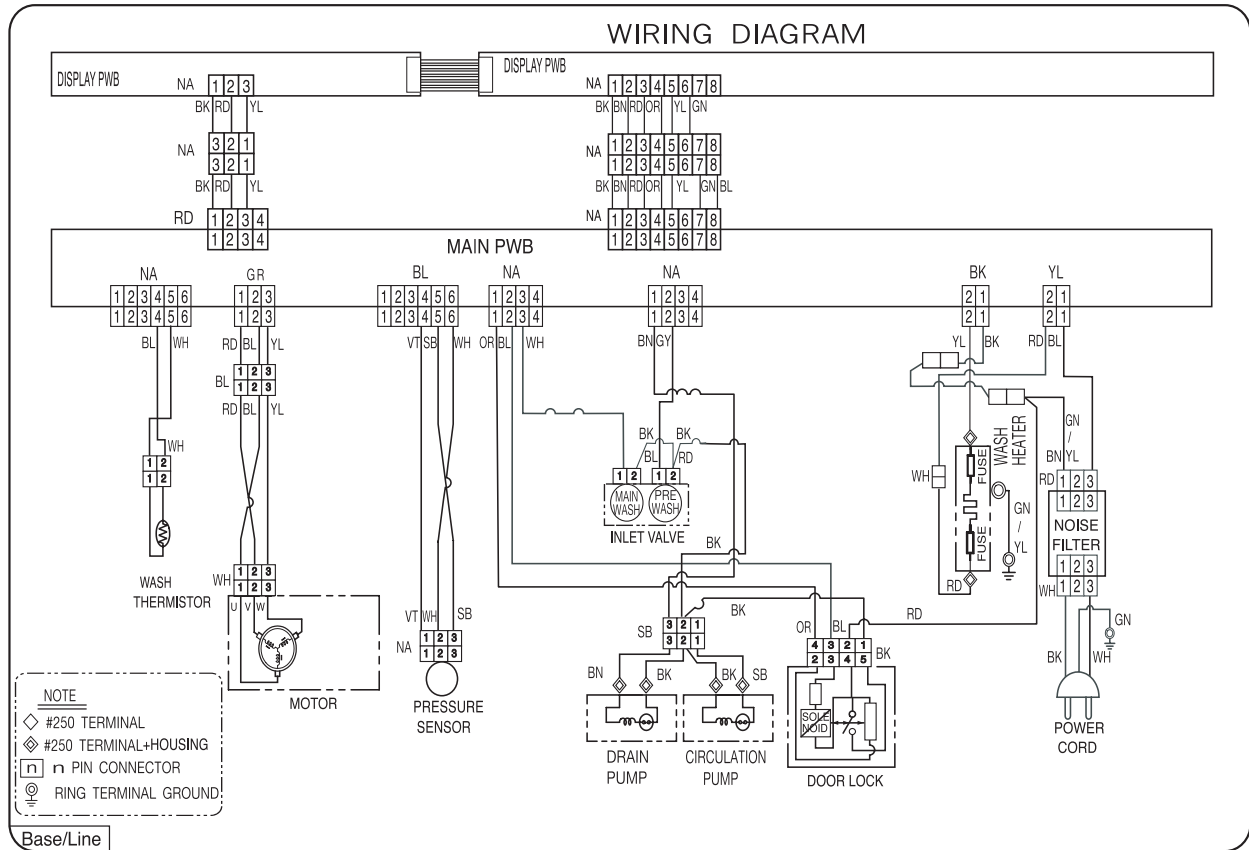 WIRING DIAGRAM
DISPLAY PWB
DISPLAY PWB
NA 1 2 3
NA 1 2 3 4 5 6 7 8
BK RD YL
BK BN RD OR YL GN
NA 3 2 1
3 2 1
NA 1 2 3 4 5 6 7 8
1 2 3 4 5 6 7 8
BK RD YL
BK BN RD OR YL GN BL
RD 1 2 3 4
1 2 3 4
NA 1 2 3 4 5 6 7 8
1 2 3 4 5 6 7 8
MAIN PWB
NA GR BL NA NA BK YL
1 2 3 4 5 6
1 2 3 4 5 6
1 2 3
1 2 3
1 2 3 4 5 6
1 2 3 4 5 6
1 2 3 4
1 2 3 4
1 2 3 4
1 2 3 4
2 1
2 1
2 1
2 1
BL WH
RD BL YL
VT SB WH
OR BL WH
BN GY
YL BK
RD BL
BL 1 2 3
1 2 3
RD BL YL
WH
1 2
1 2
WASH
THERMISTOR
WH 1 2 3
1 2 3
U V W
MOTOR
VT WH SB
NA 1 2 3
1 2 3
PRESSURE
SENSOR
BK BK
BL RD
1 2 1 2
MAIN
WASH
PRE
WASH
INLET VALVE
BK
BK
SB 3 2 1
3 2 1
BN BK BK SB
DRAIN
PUMP
CIRCULATION
PUMP
OR BL
RD
4 3 2 1
2 3 4 5
BK
SOLE
NOID
DOOR LOCK
WH
FUSE
FUSE
WASH
HEATER
RD
GN
/
YL
GN
/
YL
BN
RD 1 2 3
1 2 3
NOISE
FILTER
1 2 3
1 2 3
WH
BK WH
GN
POWER
CORD
NOTE
#250 TERMINAL
#250 TERMINAL+HOUSING
n n PIN CONNECTOR
RING TERMINAL GROUND
Base/Line